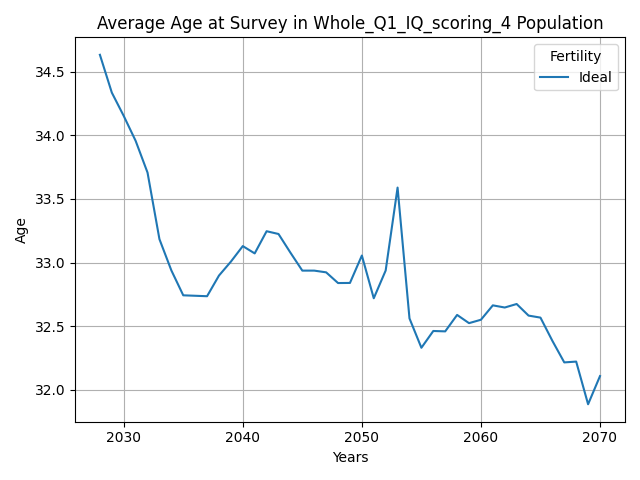 Average Age at Survey in Whole_Q1_IQ_scoring_4 Population
Fertility
Ideal
Age
34.5
34.0
33.5
33.0
32.5
32.0
2030 2040 2050 2060 2070
Years